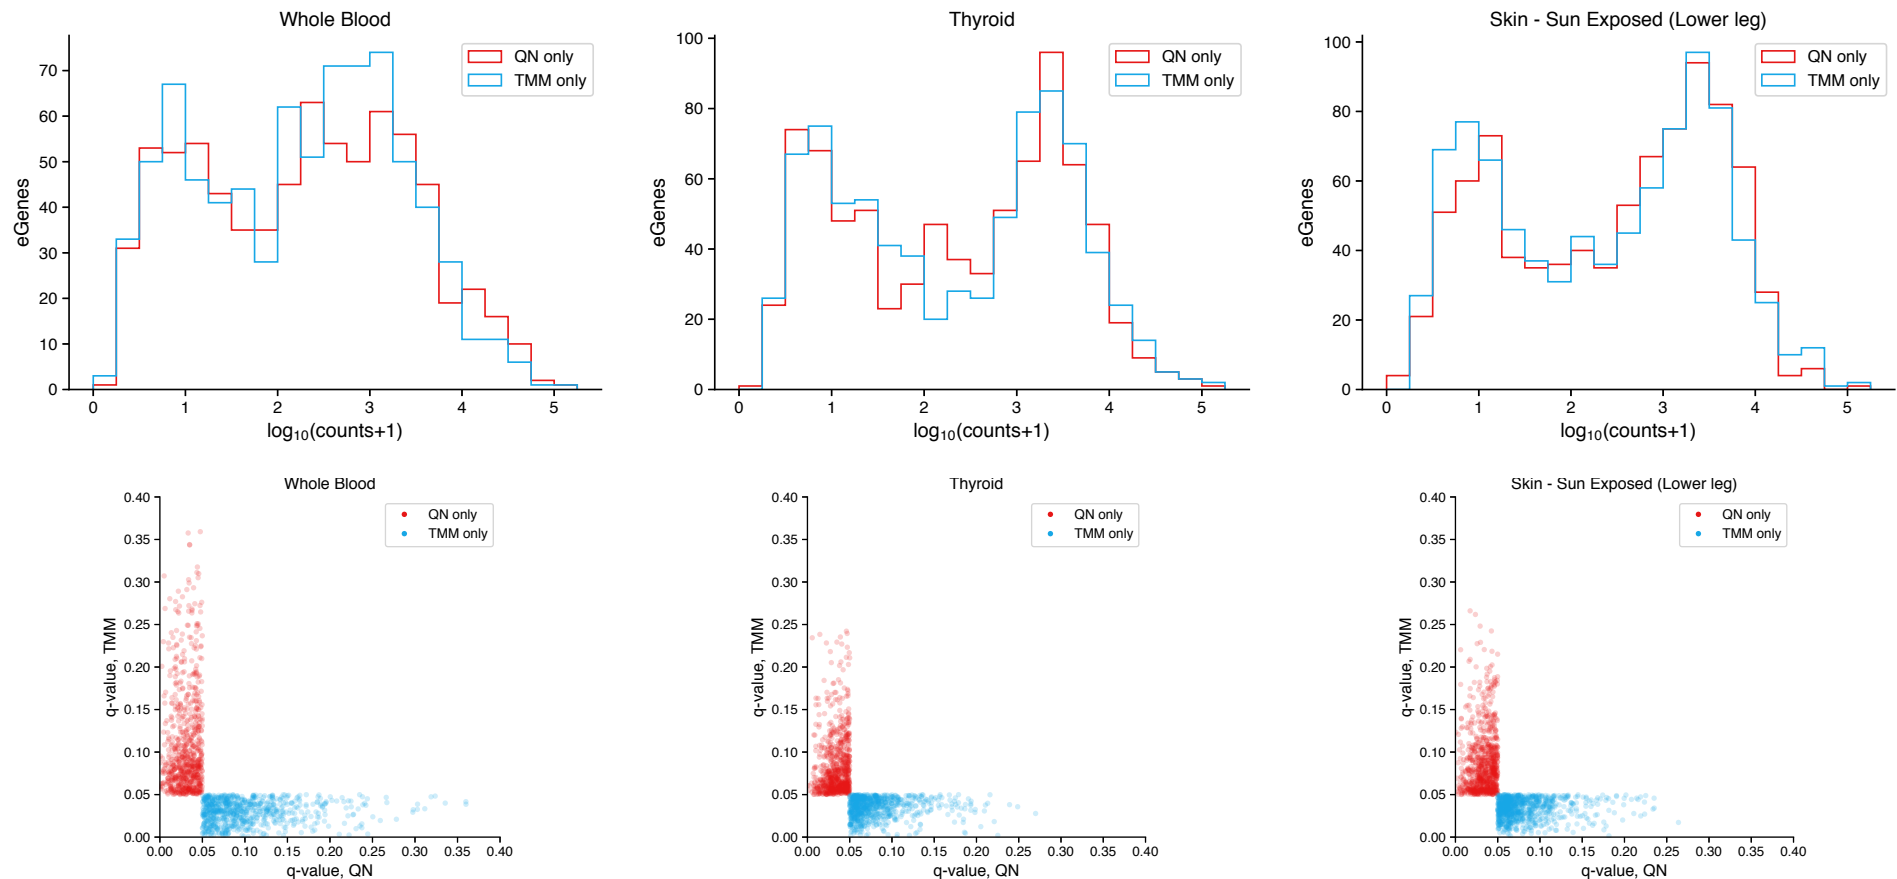 Whole Blood
QN only
TMM only
eGenes
70
60
50
40
30
20
10
0
0 1 2 3 4 5
log₁₀(counts+1)
Thyroid
QN only
TMM only
eGenes
100
80
60
40
20
0
0 1 2 3 4 5
log₁₀(counts+1)
Skin - Sun Exposed (Lower leg)
QN only
TMM only
eGenes
100
80
60
40
20
0
0 1 2 3 4 5
log₁₀(counts+1)
Whole Blood
QN only
TMM only
q-value, TMM
0.40
0.35
0.30
0.25
0.20
0.15
0.10
0.05
0.00
0.00 0.05 0.10 0.15 0.20 0.25 0.30 0.35 0.40
q-value, QN
Thyroid
QN only
TMM only
q-value, TMM
0.40
0.35
0.30
0.25
0.20
0.15
0.10
0.05
0.00
0.00 0.05 0.10 0.15 0.20 0.25 0.30 0.35 0.40
q-value, QN
Skin - Sun Exposed (Lower leg)
QN only
TMM only
q-value, TMM
0.40
0.35
0.30
0.25
0.20
0.15
0.10
0.05
0.00
0.00 0.05 0.10 0.15 0.20 0.25 0.30 0.35 0.40
q-value, QN